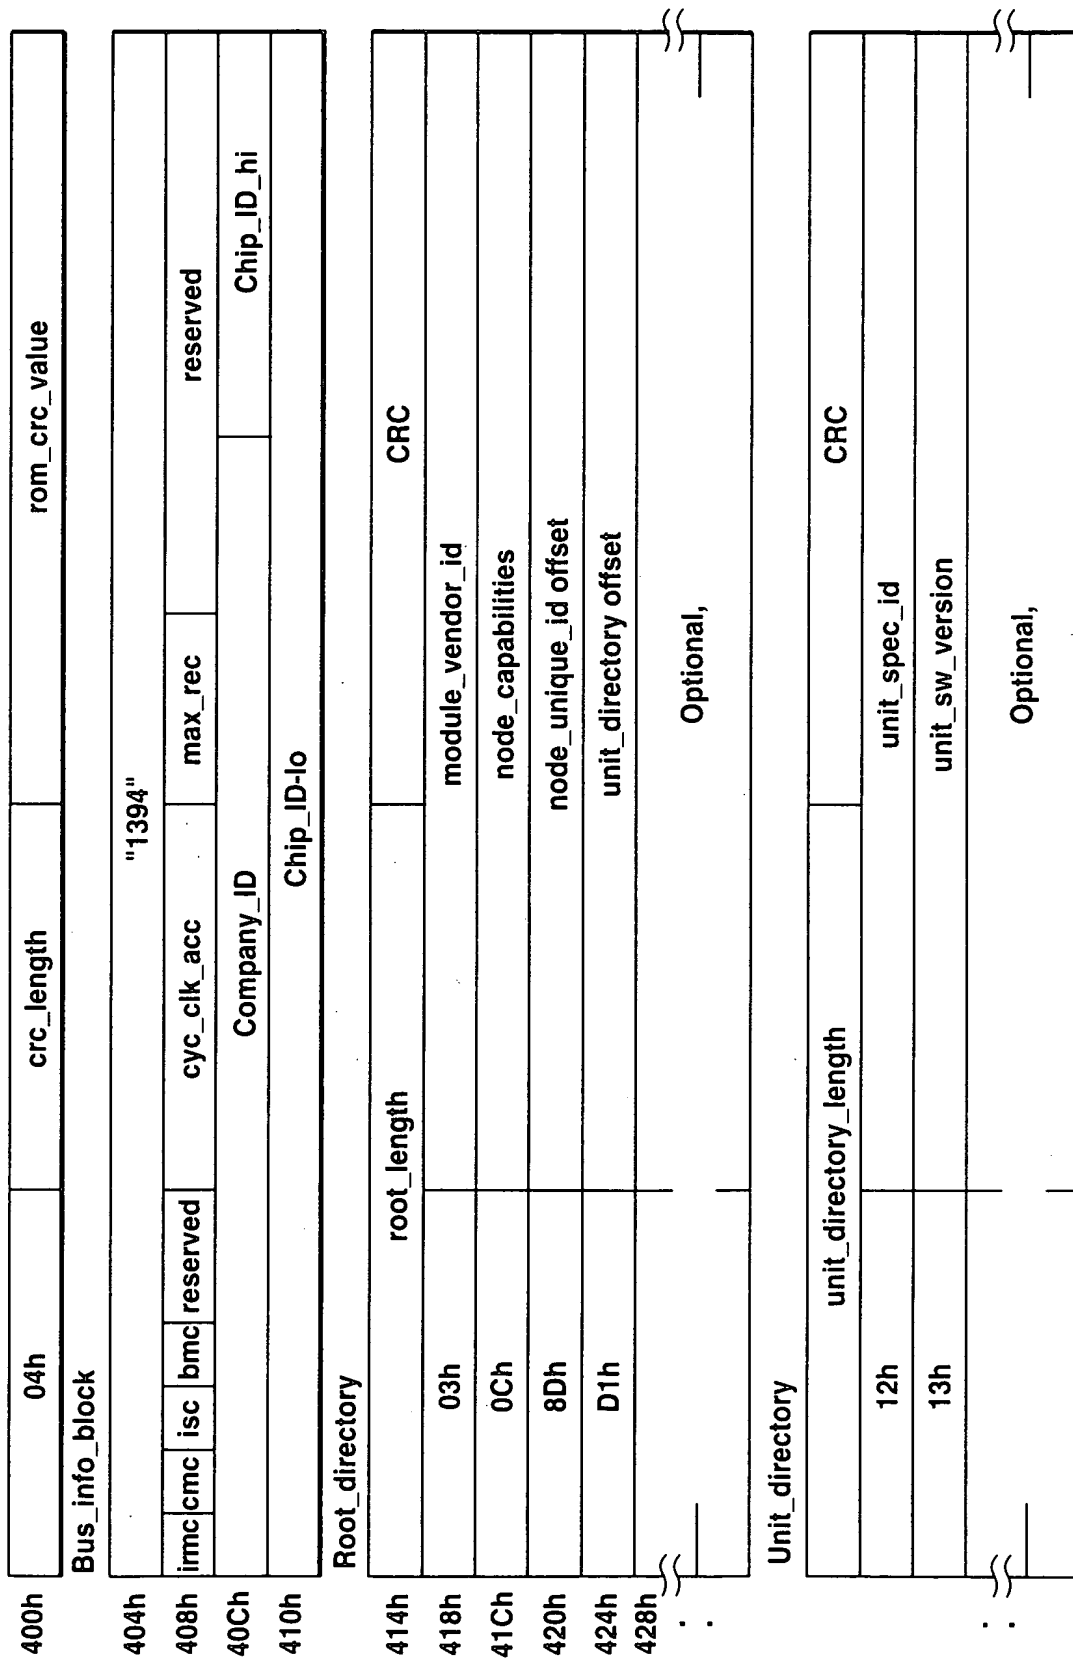 400h 04h crc_length rom_crc_value
Bus_info_block
404h "1394"
408h irmc cmc isc bmc reserved cyc_clk_acc max_rec reserved
40Ch Company_ID Chip_ID_hi
410h Chip_ID-lo
Root_directory
414h root_length CRC
418h 03h module_vendor_id
41Ch 0Ch node_capabilities
420h 8Dh node_unique_id offset
424h D1h unit_directory offset
428h
: Optional,
Unit_directory
unit_directory_length CRC
12h unit_spec_id
13h unit_sw_version
: Optional,